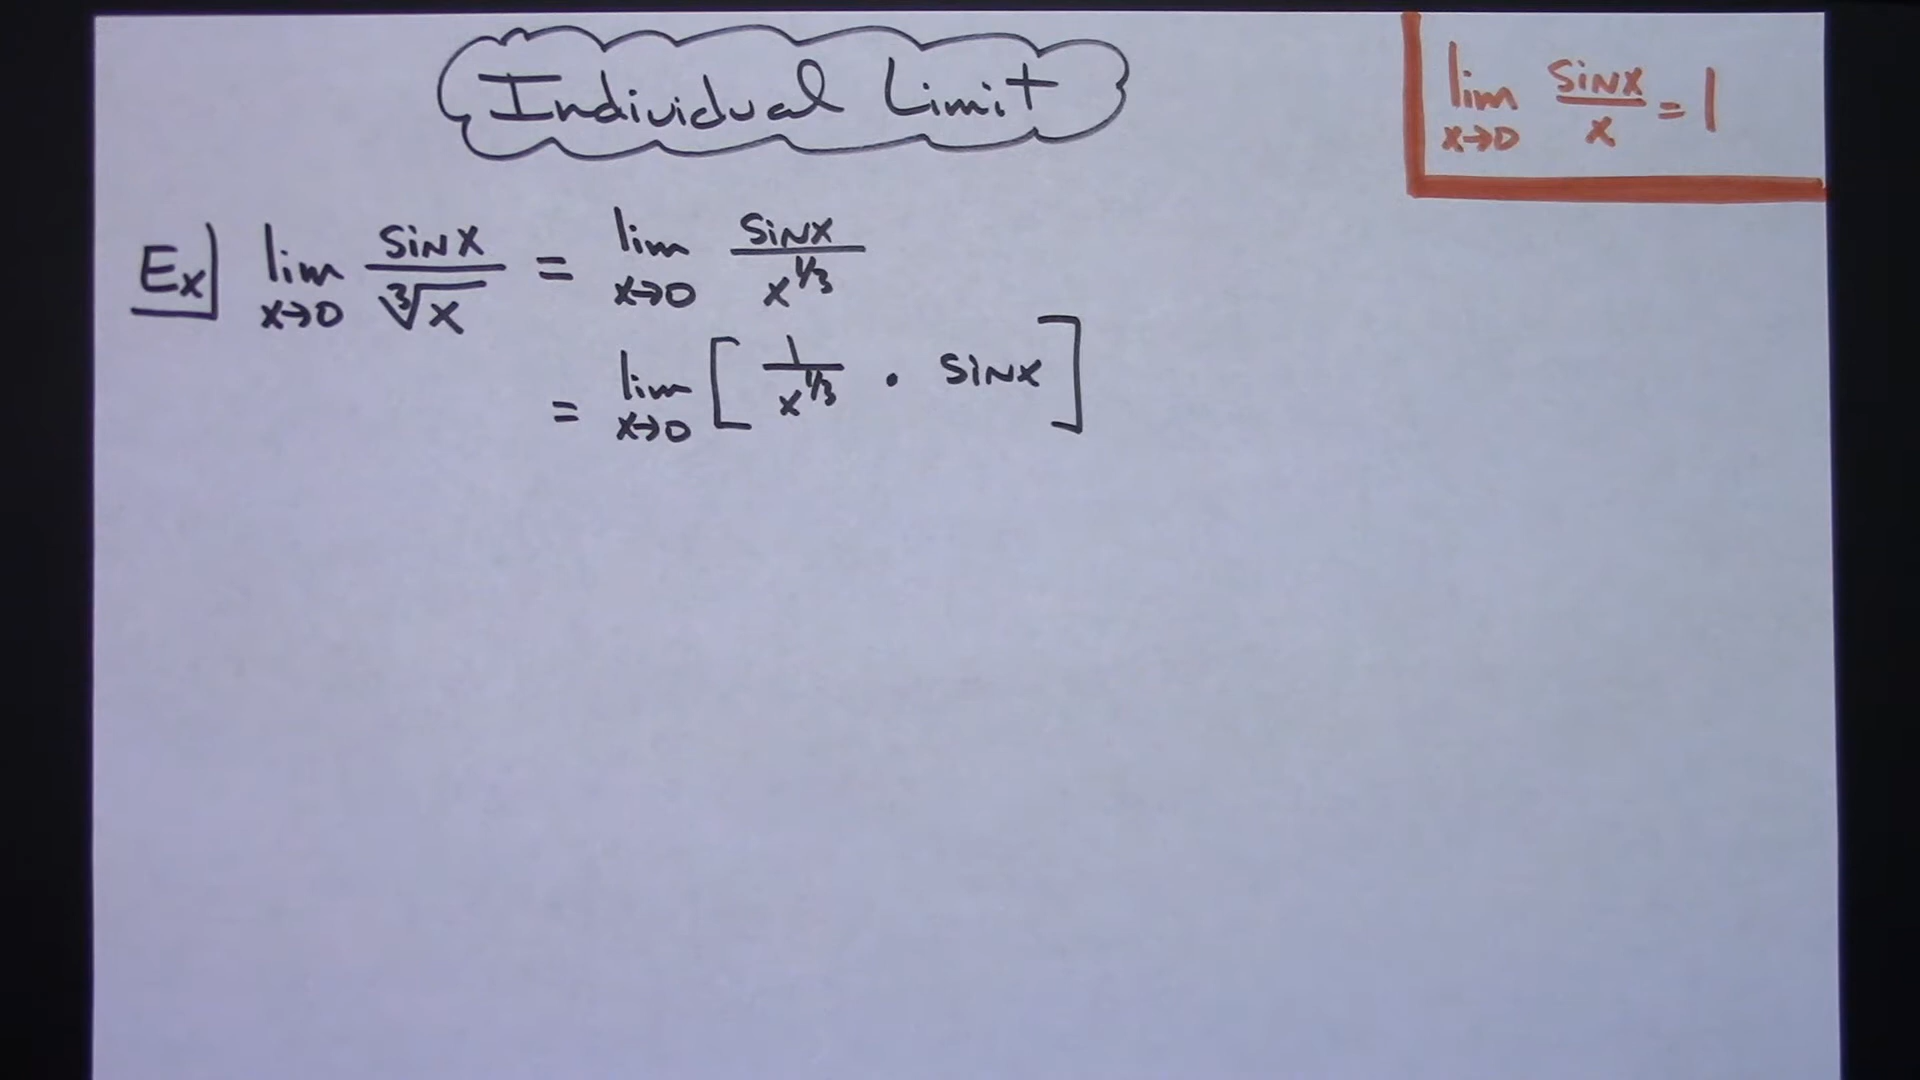 Individual Limit
lim x→0 sinx/x = 1
Ex lim x→0 sinx/∛x = lim x→0 sinx/x^1/3
= lim x→0 [ 1/x^1/3 · sinx ]